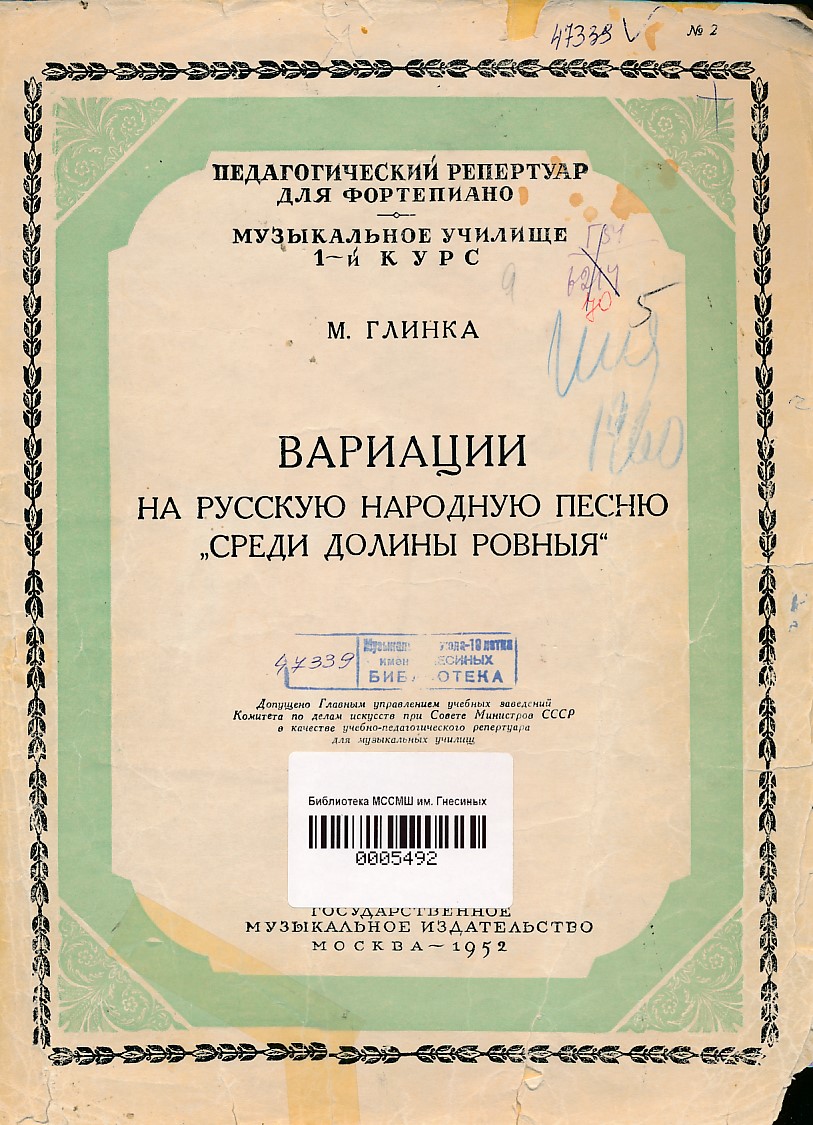 47339
№ 2
ПЕДАГОГИЧЕСКИЙ РЕПЕРТУАР
ДЛЯ ФОРТЕПИАНО
МУЗЫКАЛЬНОЕ УЧИЛИЩЕ
1-й КУРС
5
М. ГЛИНКА
ВАРИАЦИИ
НА РУССКУЮ НАРОДНУЮ ПЕСНЮ
„СРЕДИ ДОЛИНЫ РОВНЫЯ“
47339
БИБЛИОТЕКА
Допущено Главным управлением учебных заведений
Комитета по делам искусств при Совете Министров СССР
в качестве учебно-педагогического репертуара
для музыкальных училищ
Библиотека МССМШ им. Гнесиных
0005492
ГОСУДАРСТВЕННОЕ
МУЗЫКАЛЬНОЕ ИЗДАТЕЛЬСТВО
МОСКВА — 1952